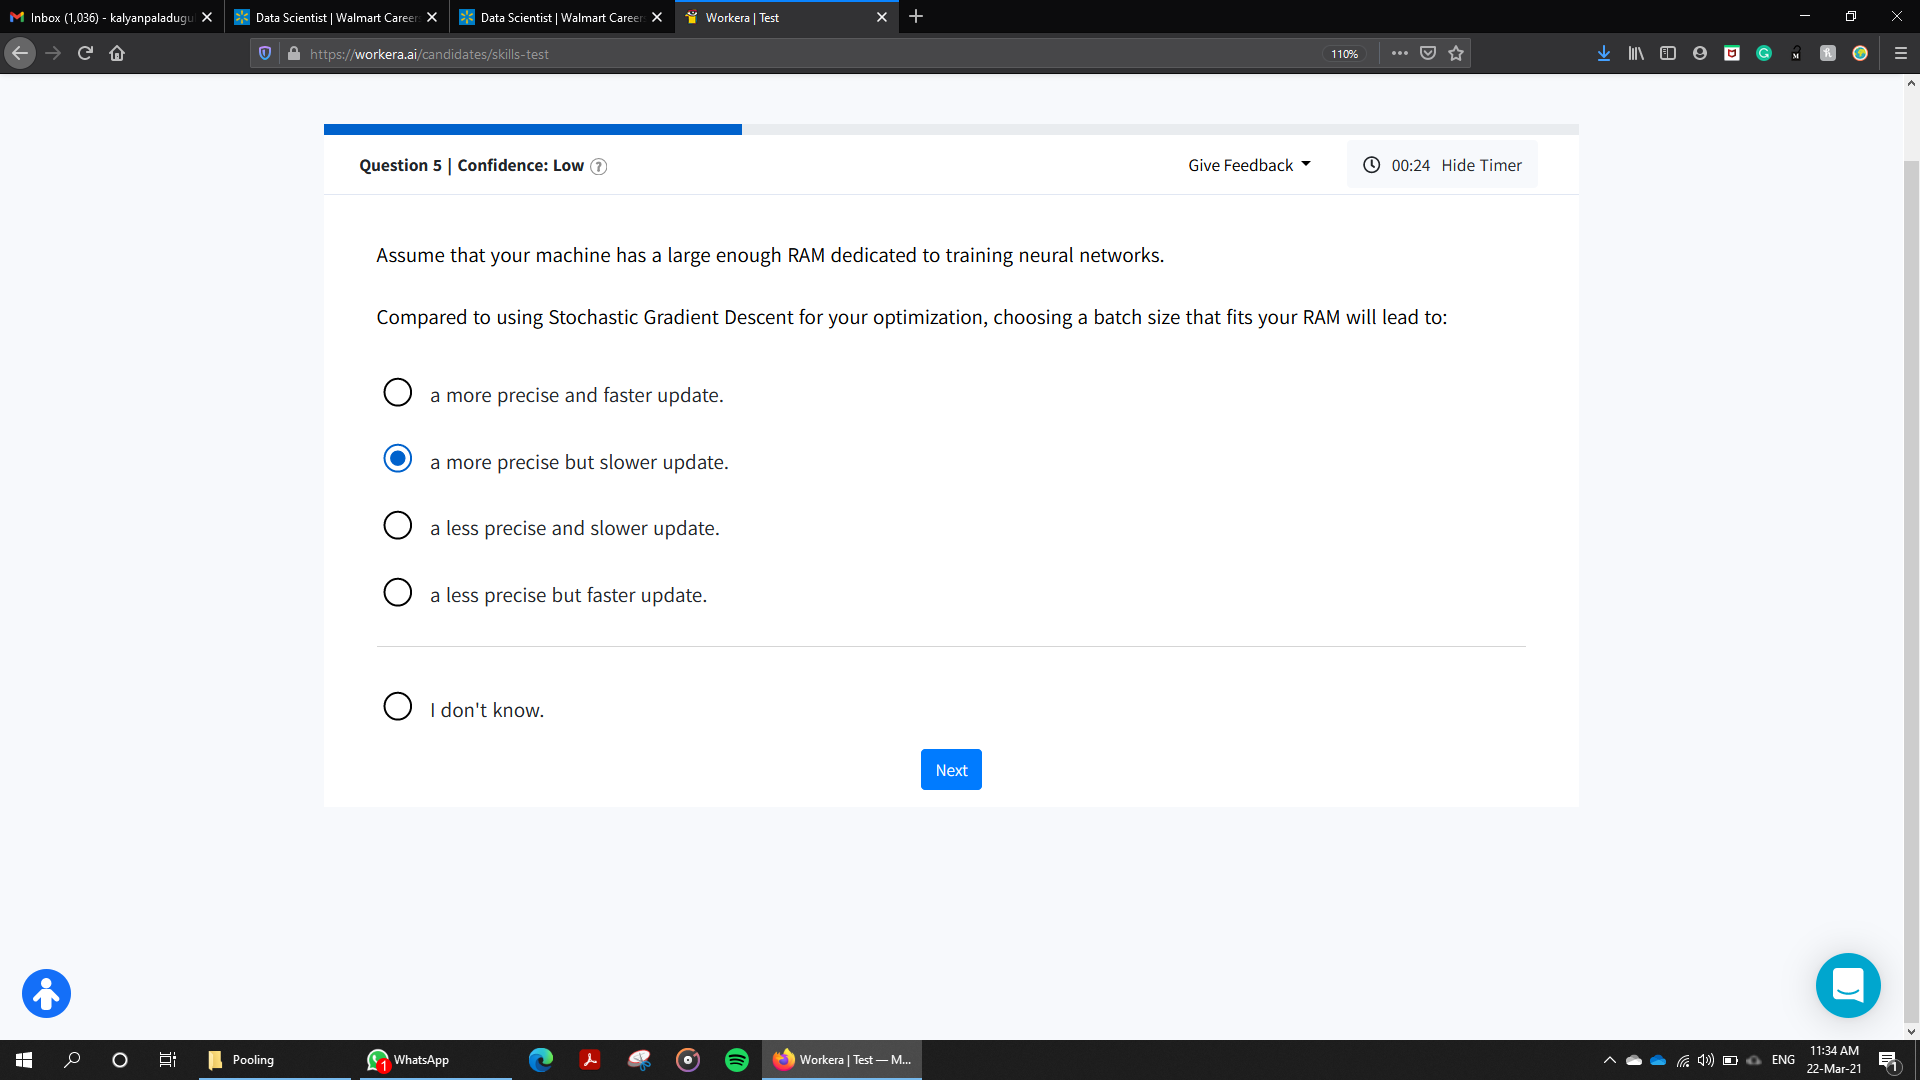 Inbox (1,036) - kalyanpaladugu
Data Scientist | Walmart Careers
Data Scientist | Walmart Careers
Workera | Test
https://workera.ai/candidates/skills-test
110%
Question 5 | Confidence: Low ?
Give Feedback
00:24 Hide Timer
Assume that your machine has a large enough RAM dedicated to training neural networks.
Compared to using Stochastic Gradient Descent for your optimization, choosing a batch size that fits your RAM will lead to:
a more precise and faster update.
a more precise but slower update.
a less precise and slower update.
a less precise but faster update.
I don't know.
Next
Pooling
1
WhatsApp
Workera | Test — M...
ENG
11:34 AM
22-Mar-21
1